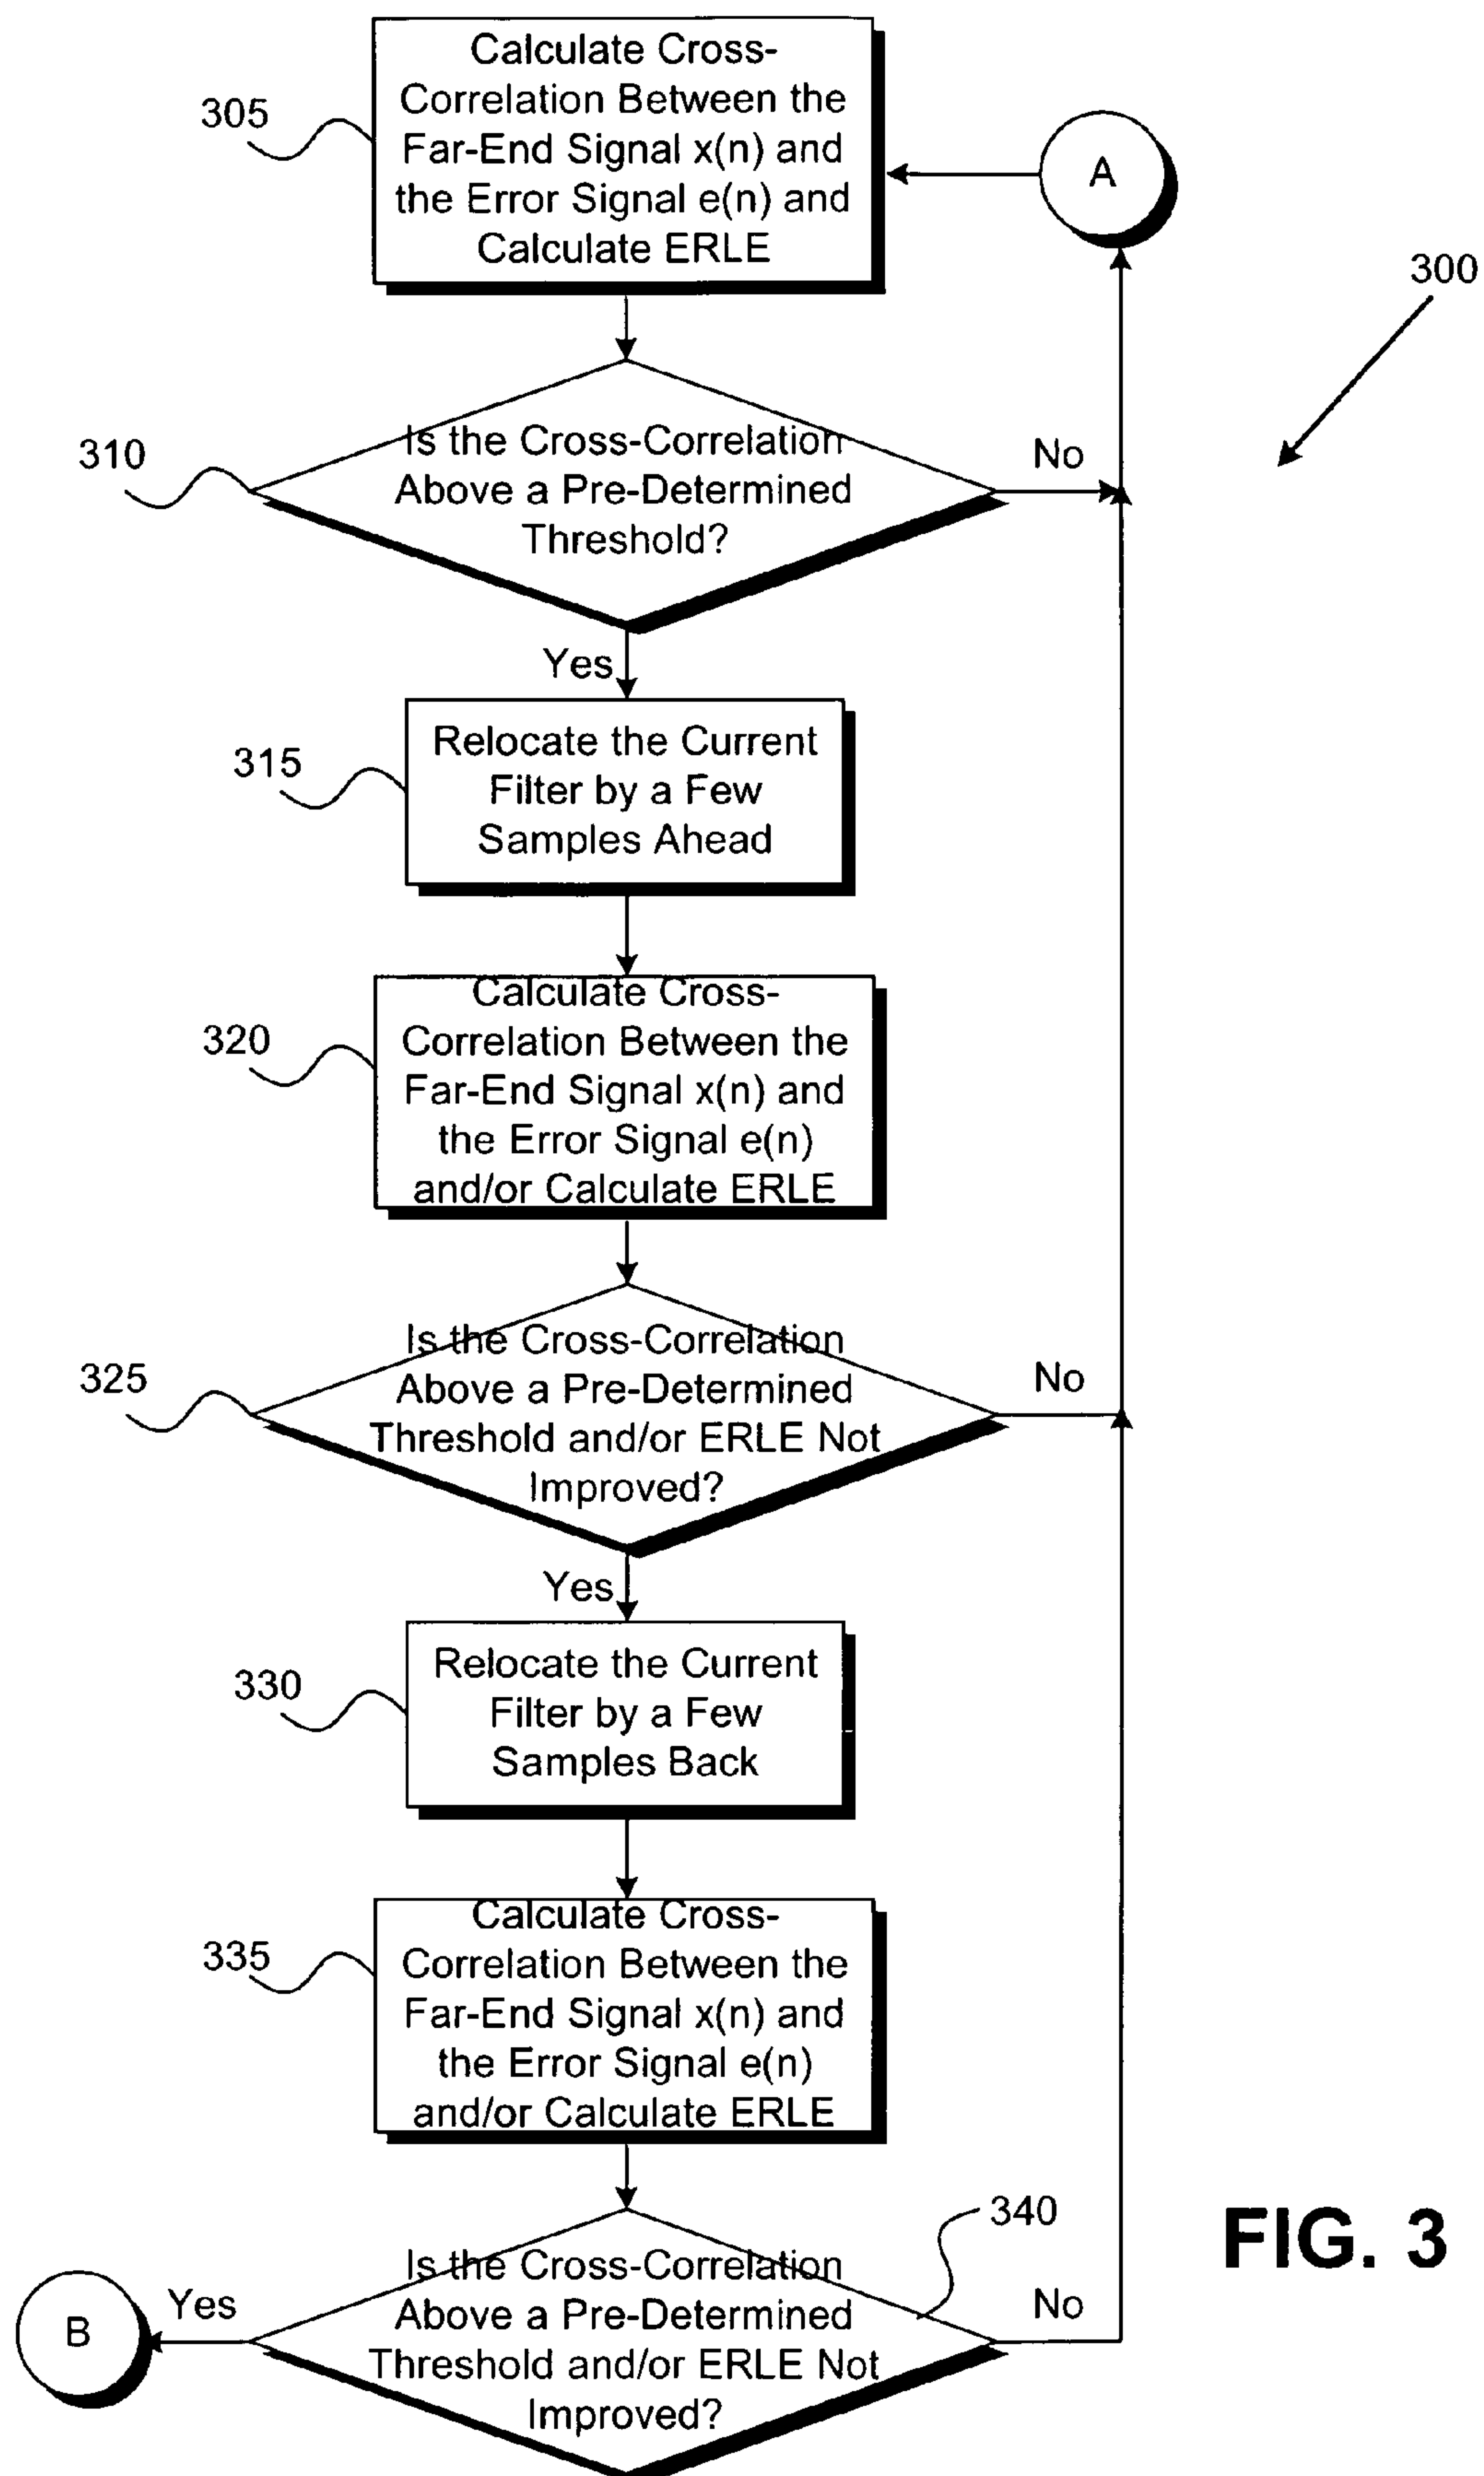 Calculate Cross-
Correlation Between the
Far-End Signal x(n) and
the Error Signal e(n) and
Calculate ERLE
305
A
300
Is the Cross-Correlation
Above a Pre-Determined
Threshold?
310
No
Yes
Relocate the Current
Filter by a Few
Samples Ahead
315
Calculate Cross-
Correlation Between the
Far-End Signal x(n) and
the Error Signal e(n)
and/or Calculate ERLE
320
Is the Cross-Correlation
Above a Pre-Determined
Threshold and/or ERLE Not
Improved?
325
No
Yes
Relocate the Current
Filter by a Few
Samples Back
330
Calculate Cross-
Correlation Between the
Far-End Signal x(n) and
the Error Signal e(n)
and/or Calculate ERLE
335
340
Is the Cross-Correlation
Above a Pre-Determined
Threshold and/or ERLE Not
Improved?
No
Yes
B
FIG. 3